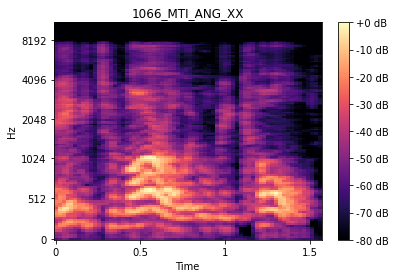 1066_MTI_ANG_XX
+0 dB
8192
-10 dB
4096
-20 dB
-30 dB
2048
-40 dB
Hz
1024
-50 dB
512
-60 dB
-70 dB
0
-80 dB
0
0.5
1
1.5
Time